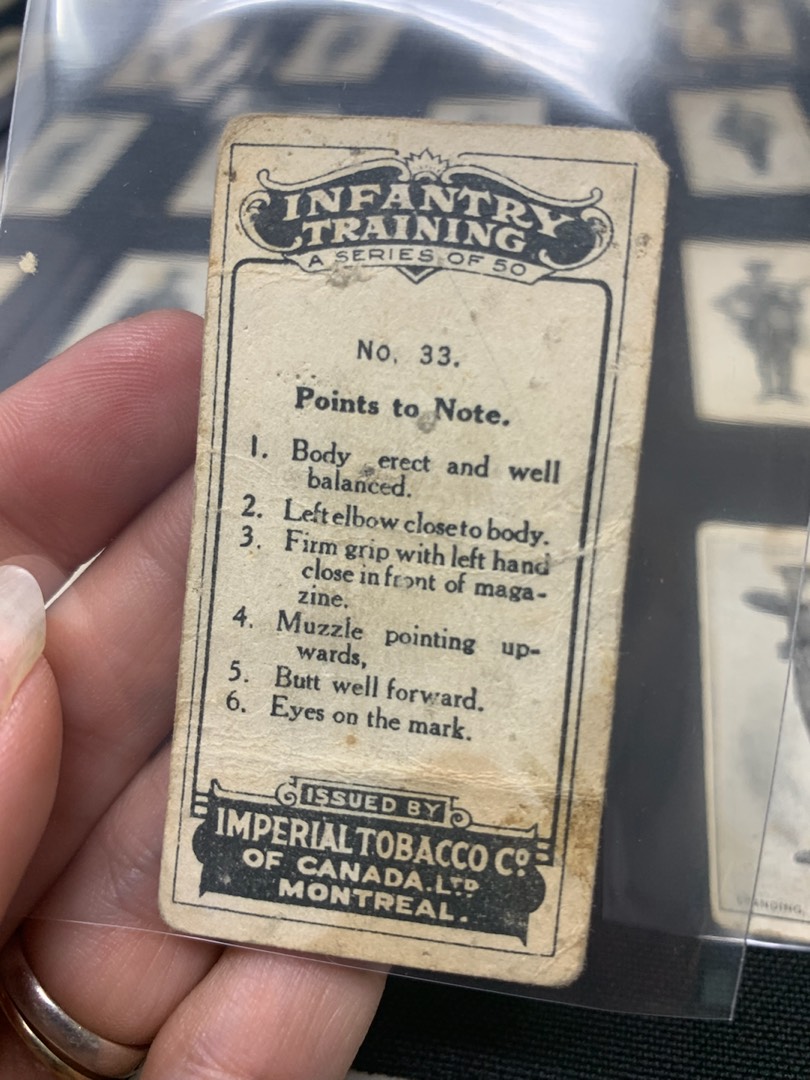 INFANTRY
TRAINING
A SERIES OF 50
No. 33.
Points to Note.
1. Body erect and well
balanced.
2. Left elbow close to body.
3. Firm grip with left hand
close in front of maga-
zine.
4. Muzzle pointing up-
wards,
5. Butt well forward.
6. Eyes on the mark.
ISSUED BY
IMPERIAL TOBACCO Co.
OF CANADA. LTD
MONTREAL.